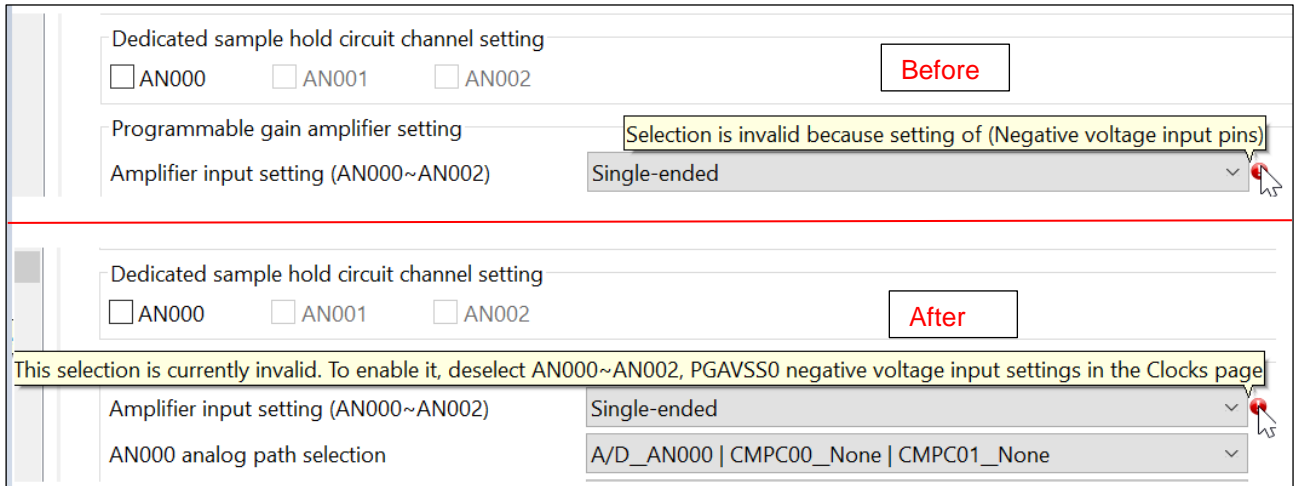 Dedicated sample hold circuit channel setting
AN000 AN001 AN002
Before
Programmable gain amplifier setting
Selection is invalid because setting of (Negative voltage input pins)
Amplifier input setting (AN000~AN002) Single-ended
Dedicated sample hold circuit channel setting
AN000 AN001 AN002
After
This selection is currently invalid. To enable it, deselect AN000~AN002, PGAVSS0 negative voltage input settings in the Clocks page
Amplifier input setting (AN000~AN002) Single-ended
AN000 analog path selection A/D__AN000 | CMPC00__None | CMPC01__None